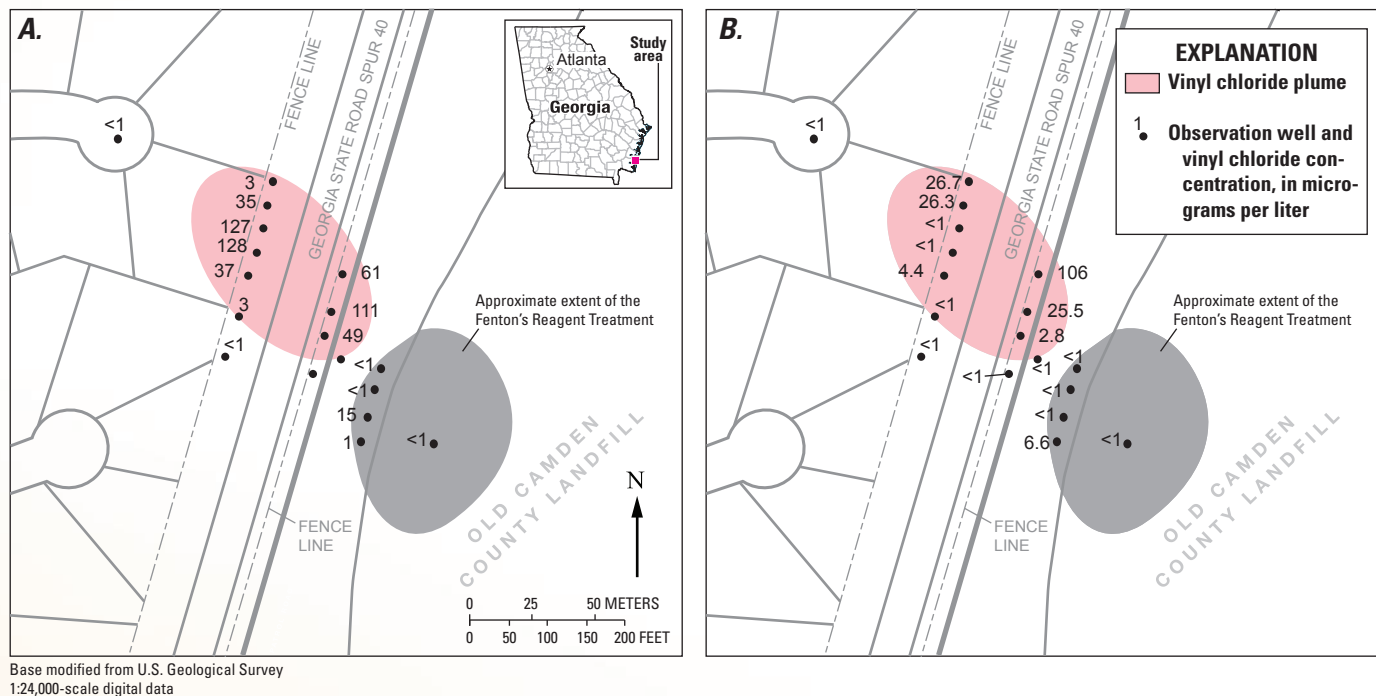 A.
FENCE LINE
GEORGIA STATE ROAD SPUR 40
Study
area
Atlanta
Georgia
<1
3
35
127
128
37
3
<1
61
111
49
Approximate extent of the
Fenton's Reagent Treatment
<1
<1
15
1
<1
OLD CAMDEN
COUNTY LANDFILL
FENCE
LINE
N
0 25 50 METERS
0 50 100 150 200 FEET
B.
FENCE LINE
GEORGIA STATE ROAD SPUR 40
EXPLANATION
Vinyl chloride plume
1
Observation well and
vinyl chloride con-
centration, in micro-
grams per liter
<1
26.7
26.3
<1
<1
4.4
<1
<1
106
25.5
2.8
Approximate extent of the
Fenton's Reagent Treatment
<1
<1
<1
<1
<1
6.6
<1
OLD CAMDEN
COUNTY LANDFILL
FENCE
LINE
Base modified from U.S. Geological Survey
1:24,000-scale digital data